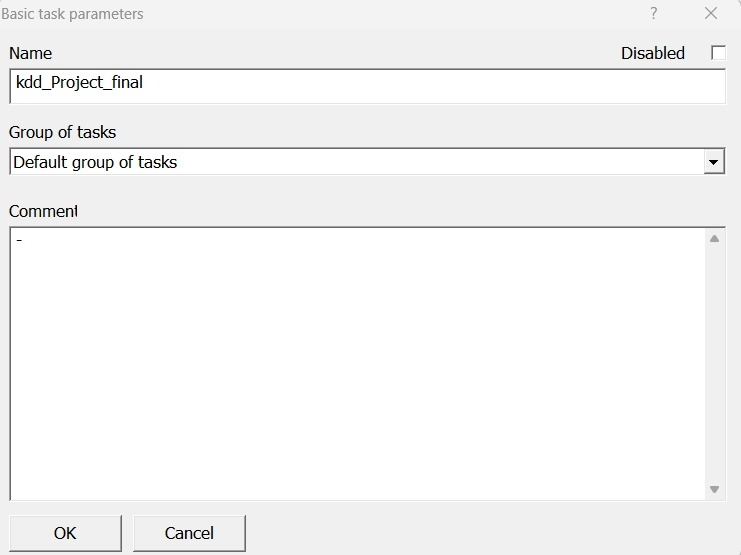 Basic task parameters ?
Name Disabled
kdd_Project_final
Group of tasks
Default group of tasks
Comment
-
OK Cancel